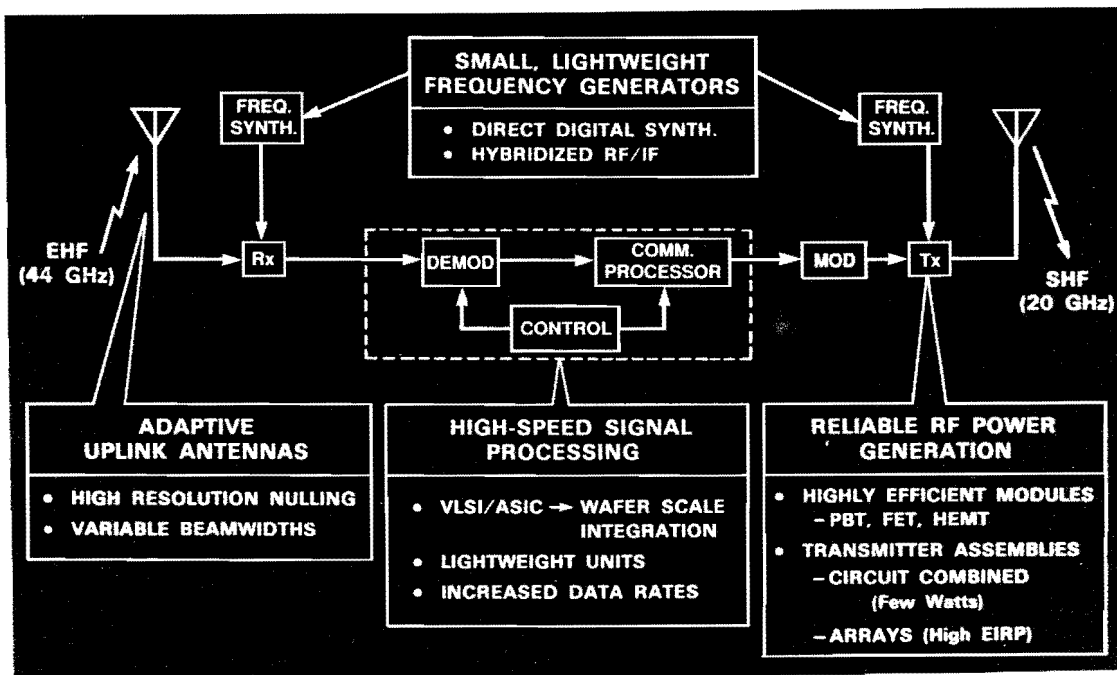 SMALL, LIGHTWEIGHT
FREQUENCY GENERATORS
• DIRECT DIGITAL SYNTH.
• HYBRIDIZED RF/IF
FREQ.
SYNTH.
FREQ.
SYNTH.
EHF
(44 GHz)
Rx
DEMOD
COMM.
PROCESSOR
MOD
Tx
SHF
(20 GHz)
CONTROL
ADAPTIVE
UPLINK ANTENNAS
• HIGH RESOLUTION NULLING
• VARIABLE BEAMWIDTHS
HIGH-SPEED SIGNAL
PROCESSING
• VLSI/ASIC → WAFER SCALE
INTEGRATION
• LIGHTWEIGHT UNITS
• INCREASED DATA RATES
RELIABLE RF POWER
GENERATION
• HIGHLY EFFICIENT MODULES
– PBT, FET, HEMT
• TRANSMITTER ASSEMBLIES
– CIRCUIT COMBINED
(Few Watts)
– ARRAYS (High EIRP)